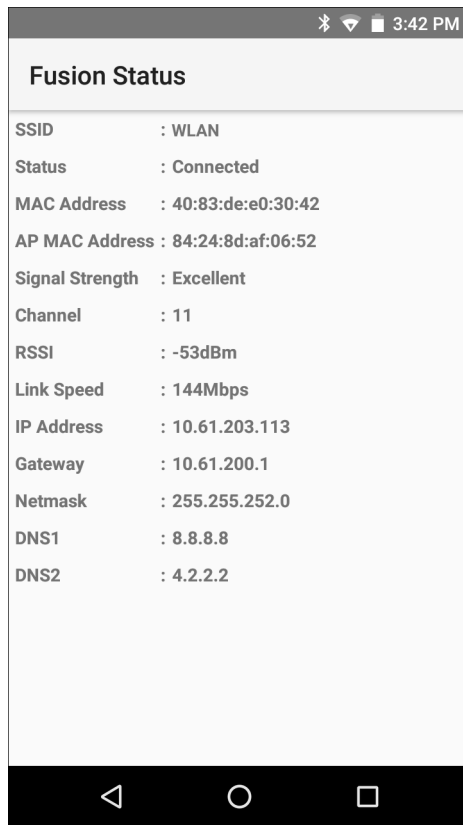 3:42 PM
Fusion Status
SSID : WLAN
Status : Connected
MAC Address : 40:83:de:e0:30:42
AP MAC Address : 84:24:8d:af:06:52
Signal Strength : Excellent
Channel : 11
RSSI : -53dBm
Link Speed : 144Mbps
IP Address : 10.61.203.113
Gateway : 10.61.200.1
Netmask : 255.255.252.0
DNS1 : 8.8.8.8
DNS2 : 4.2.2.2